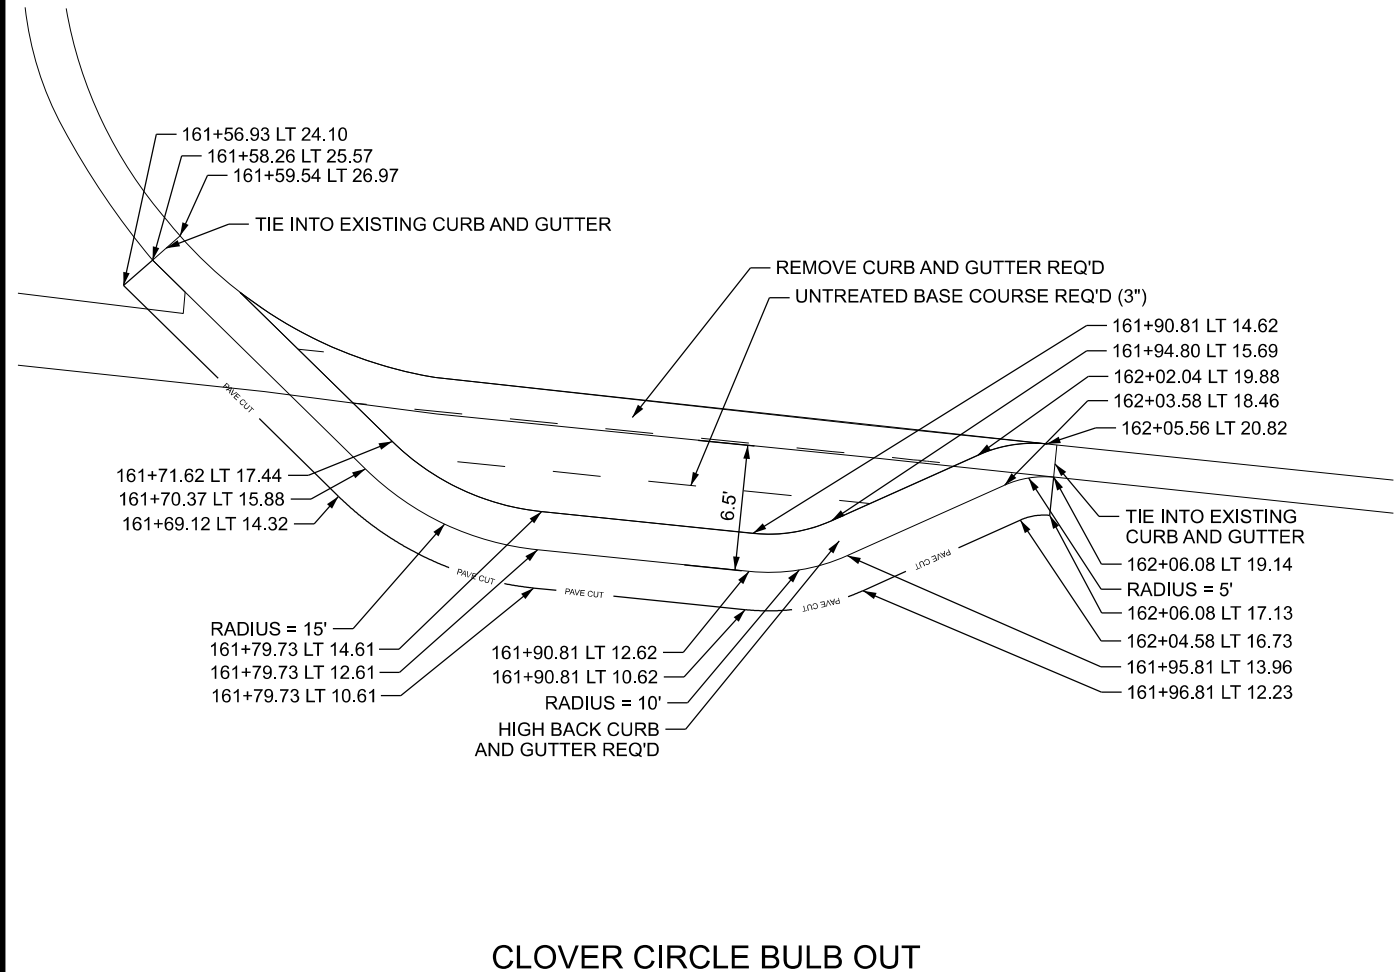 161+56.93 LT 24.10
161+58.26 LT 25.57
161+59.54 LT 26.97
TIE INTO EXISTING CURB AND GUTTER
REMOVE CURB AND GUTTER REQ'D
UNTREATED BASE COURSE REQ'D (3")
161+90.81 LT 14.62
161+94.80 LT 15.69
162+02.04 LT 19.88
162+03.58 LT 18.46
162+05.56 LT 20.82
PAVE CUT
161+71.62 LT 17.44
161+70.37 LT 15.88
161+69.12 LT 14.32
6.5'
TIE INTO EXISTING
CURB AND GUTTER
162+06.08 LT 19.14
RADIUS = 5'
162+06.08 LT 17.13
162+04.58 LT 16.73
161+95.81 LT 13.96
161+96.81 LT 12.23
PAVE CUT
PAVE CUT
PAVE CUT
PAVE CUT
RADIUS = 15'
161+79.73 LT 14.61
161+79.73 LT 12.61
161+79.73 LT 10.61
161+90.81 LT 12.62
161+90.81 LT 10.62
RADIUS = 10'
HIGH BACK CURB
AND GUTTER REQ'D
CLOVER CIRCLE BULB OUT